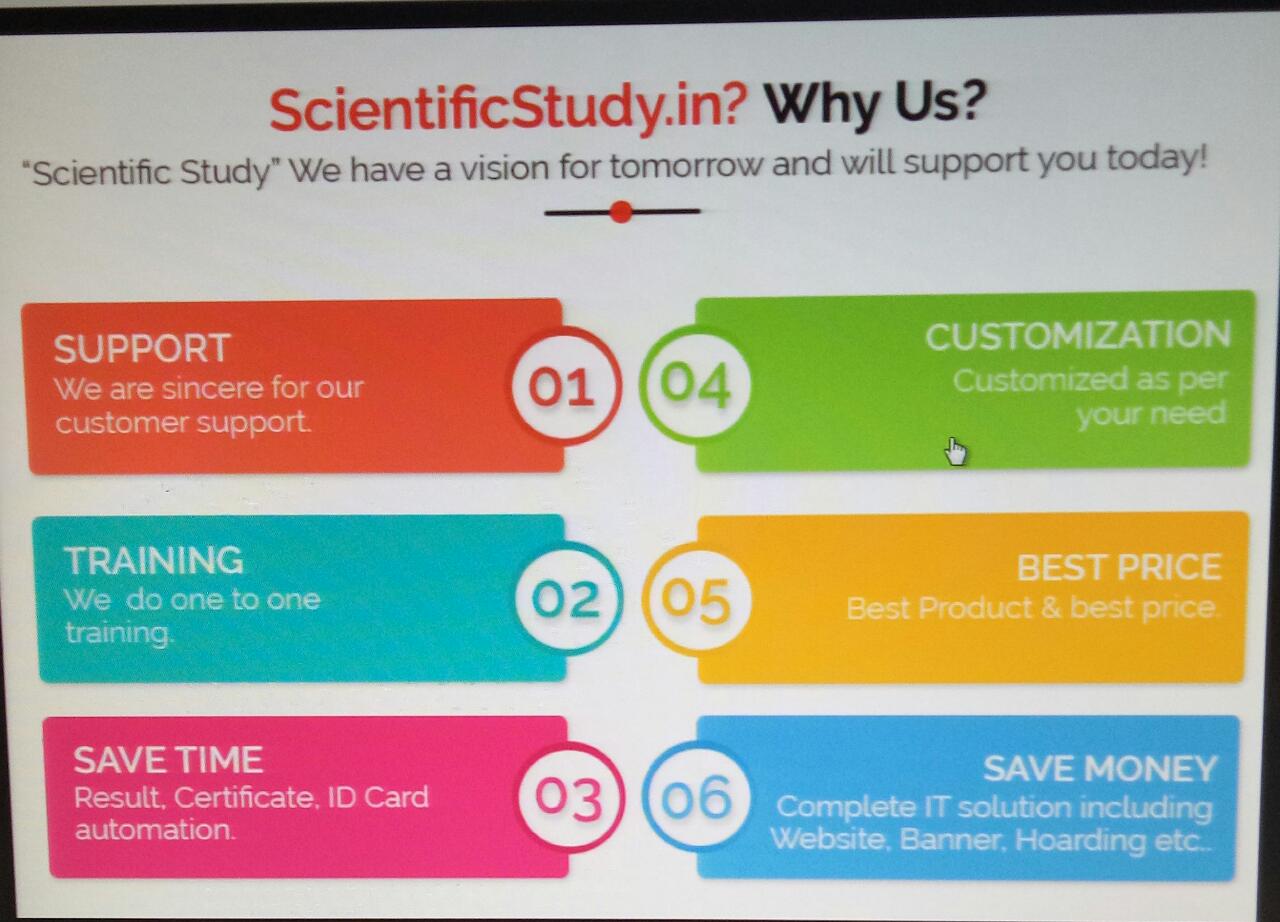 ScientificStudy.in? Why Us?
“Scientific Study” We have a vision for tomorrow and will support you today!
SUPPORT
We are sincere for our
customer support.
01
TRAINING
We do one to one
training.
02
SAVE TIME
Result, Certificate, ID Card
automation.
03
04
CUSTOMIZATION
Customized as per
your need
05
BEST PRICE
Best Product & best price.
06
SAVE MONEY
Complete IT solution including
Website, Banner, Hoarding etc..